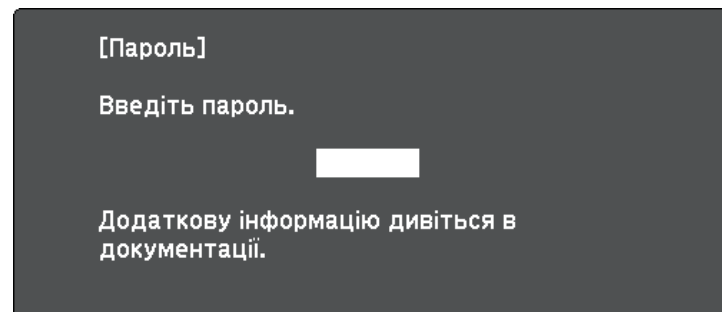 [Пароль]
Введіть пароль.
Додаткову інформацію дивіться в
документації.